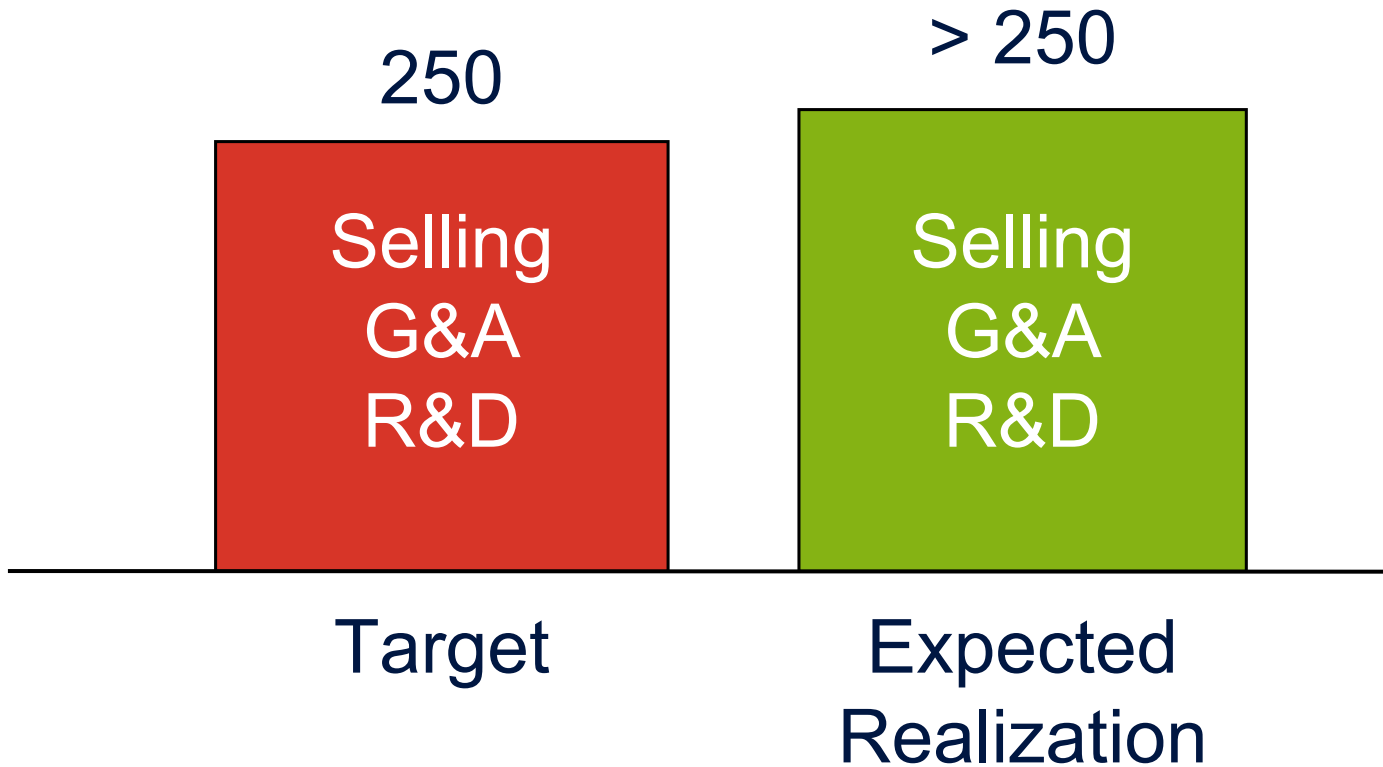 250
> 250
Selling
G&A
R&D
Selling
G&A
R&D
Target
Expected
Realization